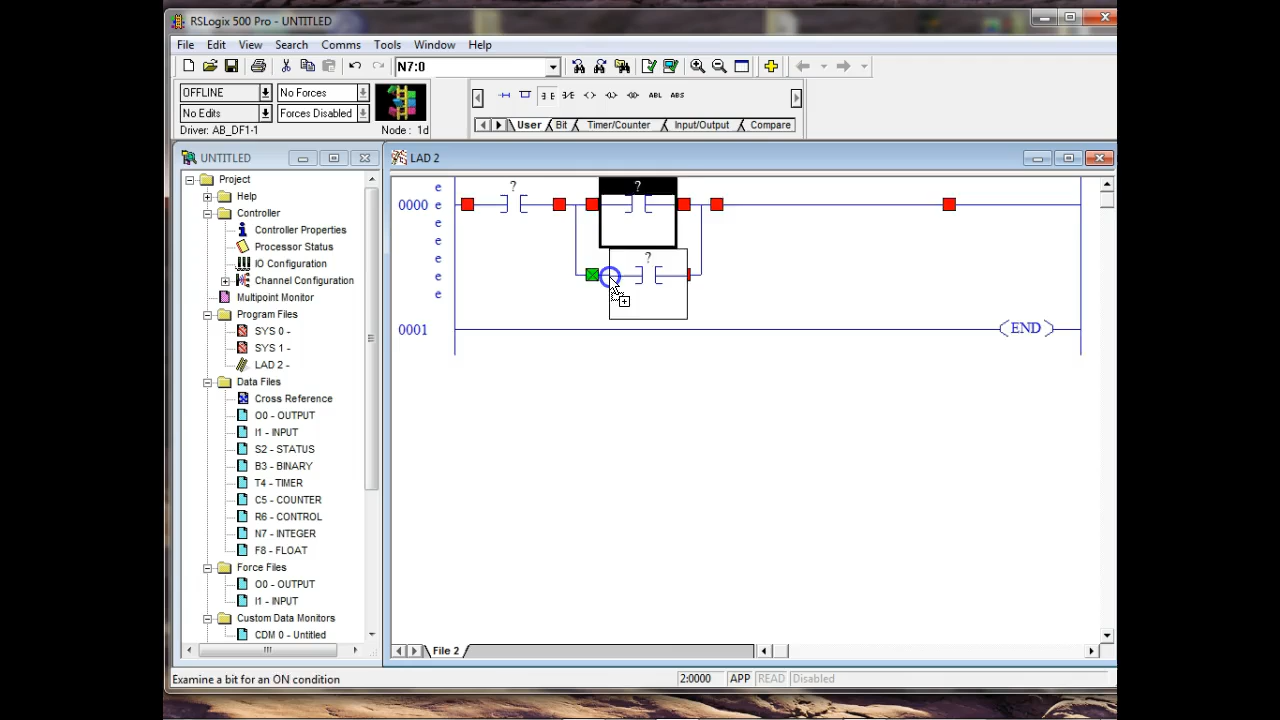 RSLogix 500 Pro - UNTITLED
File Edit View Search Comms Tools Window Help
N7:0
OFFLINE No Forces
No Edits Forces Disabled
Driver: AB_DF1-1 Node : 1d
ABL ABS
User Bit Timer/Counter Input/Output Compare
UNTITLED
Project
Help
Controller
Controller Properties
Processor Status
IO Configuration
Channel Configuration
Multipoint Monitor
Program Files
SYS 0 -
SYS 1 -
LAD 2 -
Data Files
Cross Reference
O0 - OUTPUT
I1 - INPUT
S2 - STATUS
B3 - BINARY
T4 - TIMER
C5 - COUNTER
R6 - CONTROL
N7 - INTEGER
F8 - FLOAT
Force Files
O0 - OUTPUT
I1 - INPUT
Custom Data Monitors
CDM 0 - Untitled
LAD 2
e ? ?
0000 e
e
e
e ?
e
e
0001 END
File 2
Examine a bit for an ON condition 2:0000 APP READ Disabled